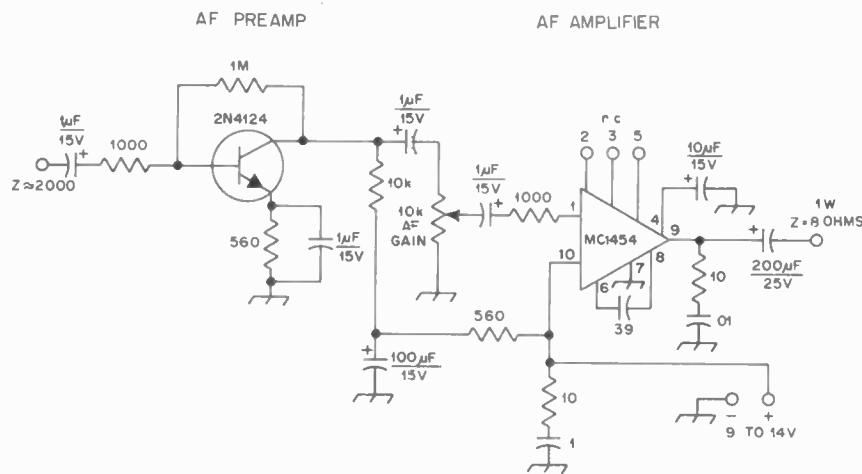 AF PREAMP
AF AMPLIFIER
1M
2N4124
1µF
15V
+
1000
Z≈2000
560
1µF
15V
+
1µF
15V
10k
10k
AF
GAIN
1µF
15V
+
1000
n c
2
3
5
1
10
MC1454
4
9
6
7
8
39
10µF
15V
+
1W
Z=8 OHMS
+
200µF
25V
10
01
+
100µF
15V
560
10
1
−
+
9 TO 14V